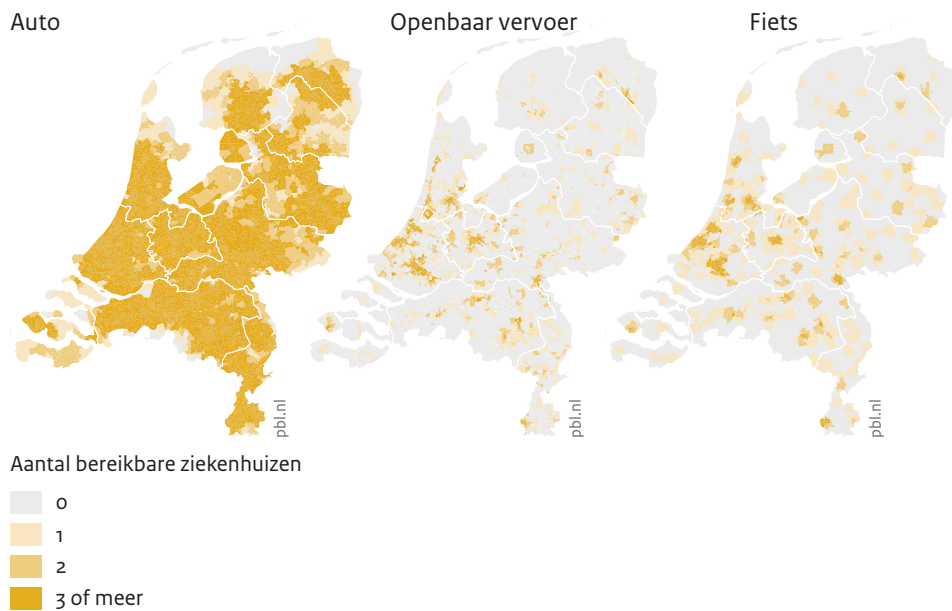 Auto
Openbaar vervoer
Fiets
pbl.nl
pbl.nl
pbl.nl
Aantal bereikbare ziekenhuizen
0
1
2
3 of meer